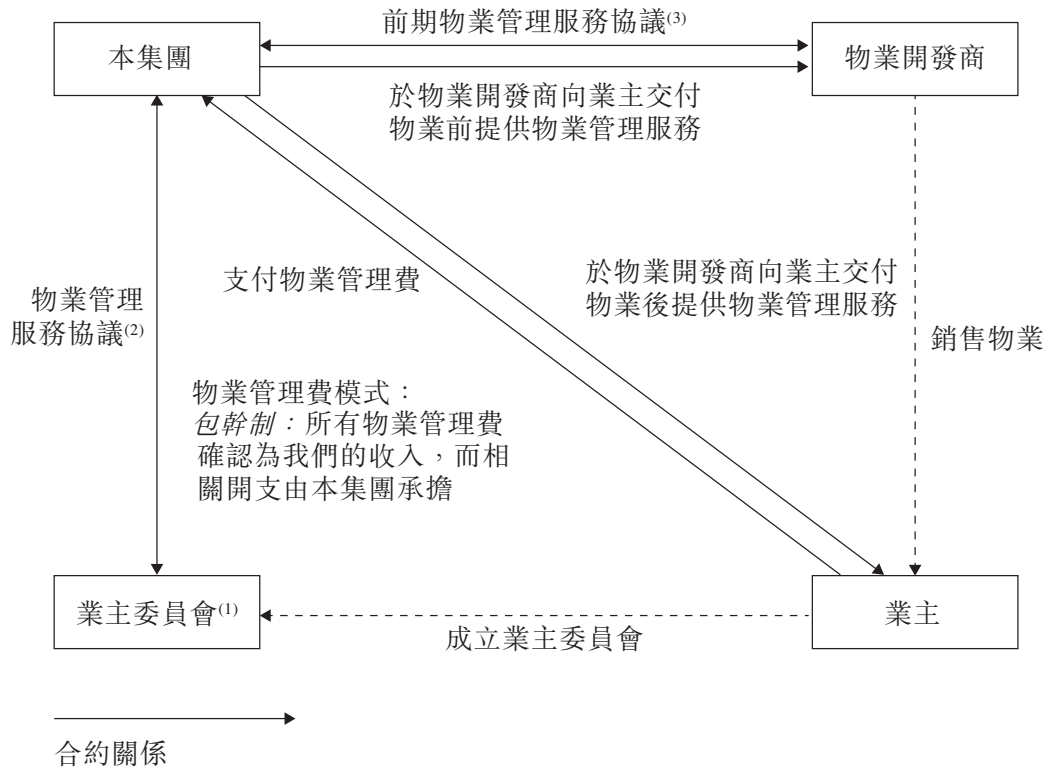 前期物業管理服務協議(3)
本集團
物業開發商
於物業開發商向業主交付
物業前提供物業管理服務
支付物業管理費
於物業開發商向業主交付
物業後提供物業管理服務
物業管理
服務協議(2)
銷售物業
物業管理費模式：
包幹制：所有物業管理費
確認為我們的收入，而相
關開支由本集團承擔
業主委員會(1)
業主
成立業主委員會
合約關係